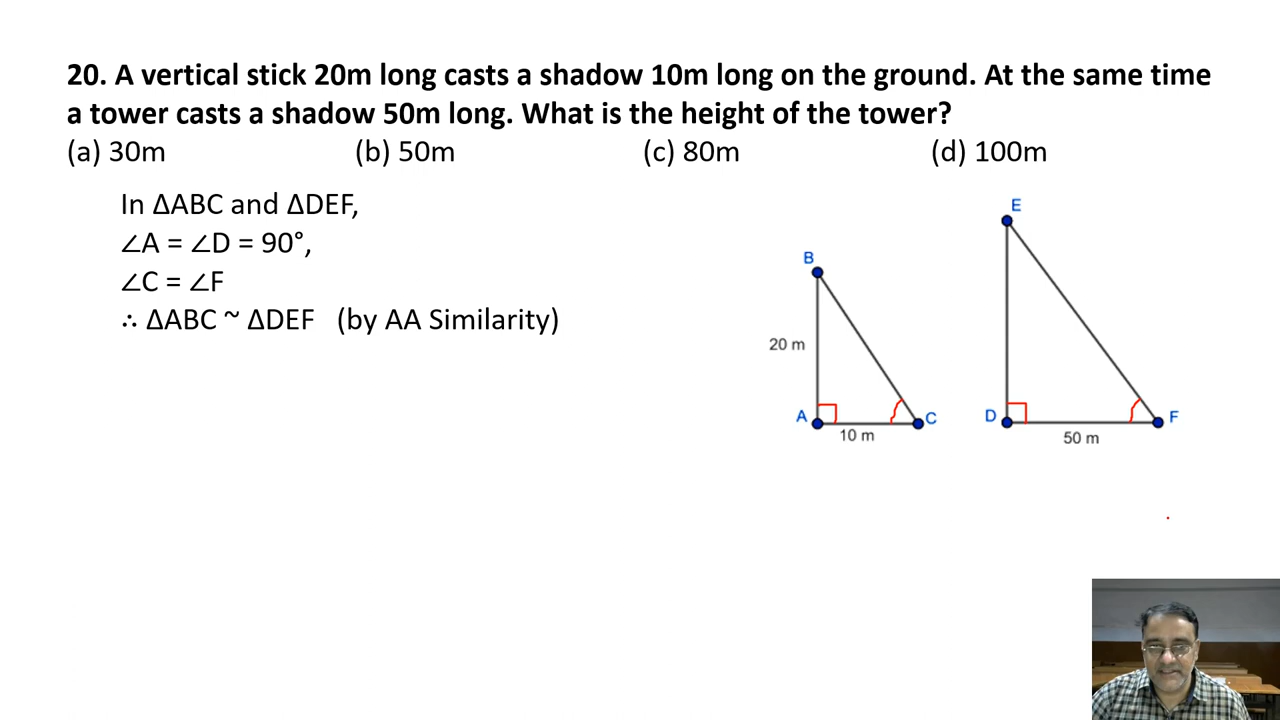 20. A vertical stick 20m long casts a shadow 10m long on the ground. At the same time
a tower casts a shadow 50m long. What is the height of the tower?
(a) 30m (b) 50m (c) 80m (d) 100m
In ΔABC and ΔDEF,
∠A = ∠D = 90°,
∠C = ∠F
∴ ΔABC ~ ΔDEF (by AA Similarity)
E
B
20 m
A
C
10 m
D
F
50 m